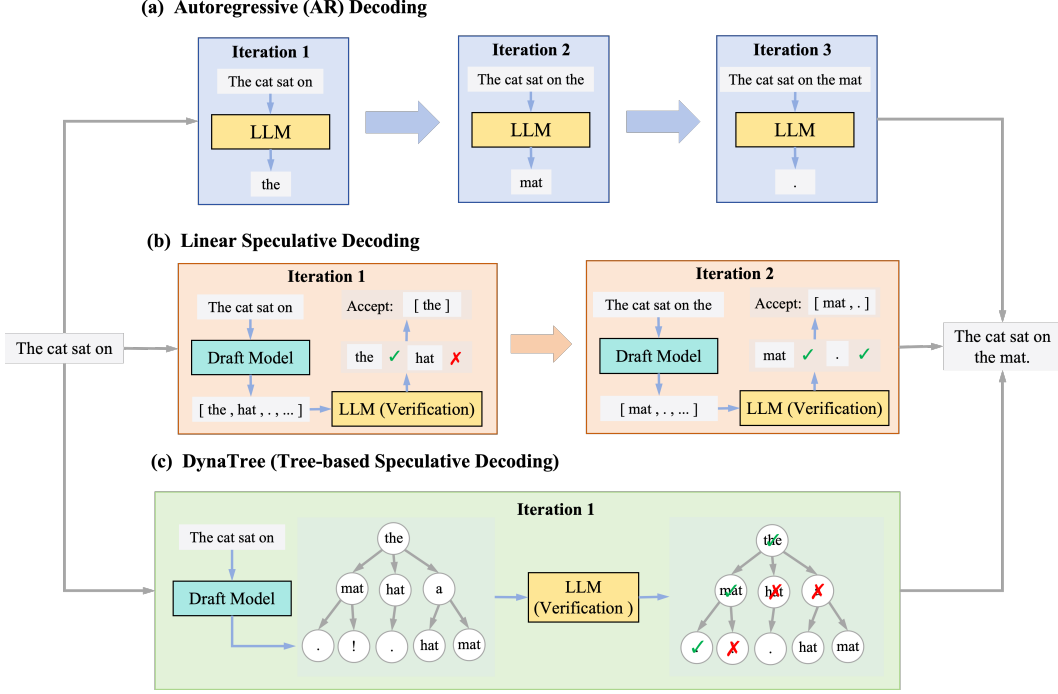 (a) Autoregressive (AR) Decoding
Iteration 1
The cat sat on
LLM
the
Iteration 2
The cat sat on the
LLM
mat
Iteration 3
The cat sat on the mat
LLM
.
The cat sat on
(b) Linear Speculative Decoding
Iteration 1
The cat sat on
Draft Model
[ the , hat , . , ... ]
LLM (Verification)
the ✓ hat ✗
Accept: [ the ]
Iteration 2
The cat sat on the
Draft Model
[ mat , . , ... ]
LLM (Verification)
mat ✓ . ✓
Accept: [ mat , . ]
The cat sat on
the mat.
(c) DynaTree (Tree-based Speculative Decoding)
Iteration 1
The cat sat on
Draft Model
the
mat hat a
. ! . hat mat
LLM
(Verification )
the
mat hat
. hat mat